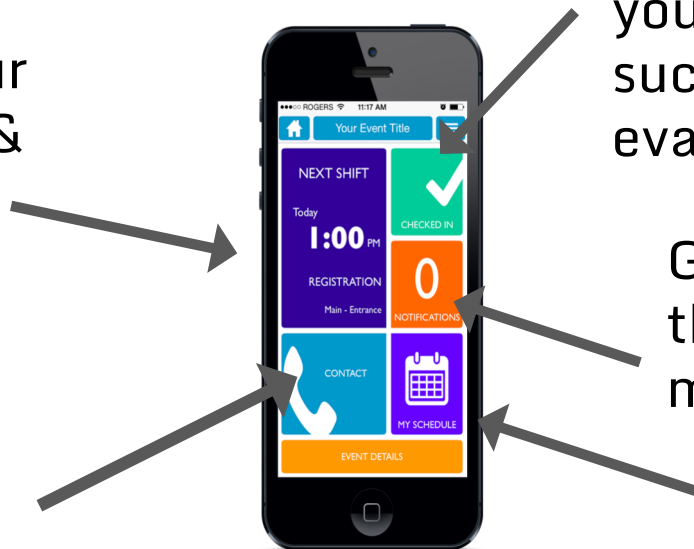 ur
&
you
suc
eva
G
th
m
ROGERS 11:17 AM
Your Event Title
NEXT SHIFT
Today
1:00 PM
REGISTRATION
Main - Entrance
CHECKED IN
0
NOTIFICATIONS
CONTACT
MY SCHEDULE
EVENT DETAILS